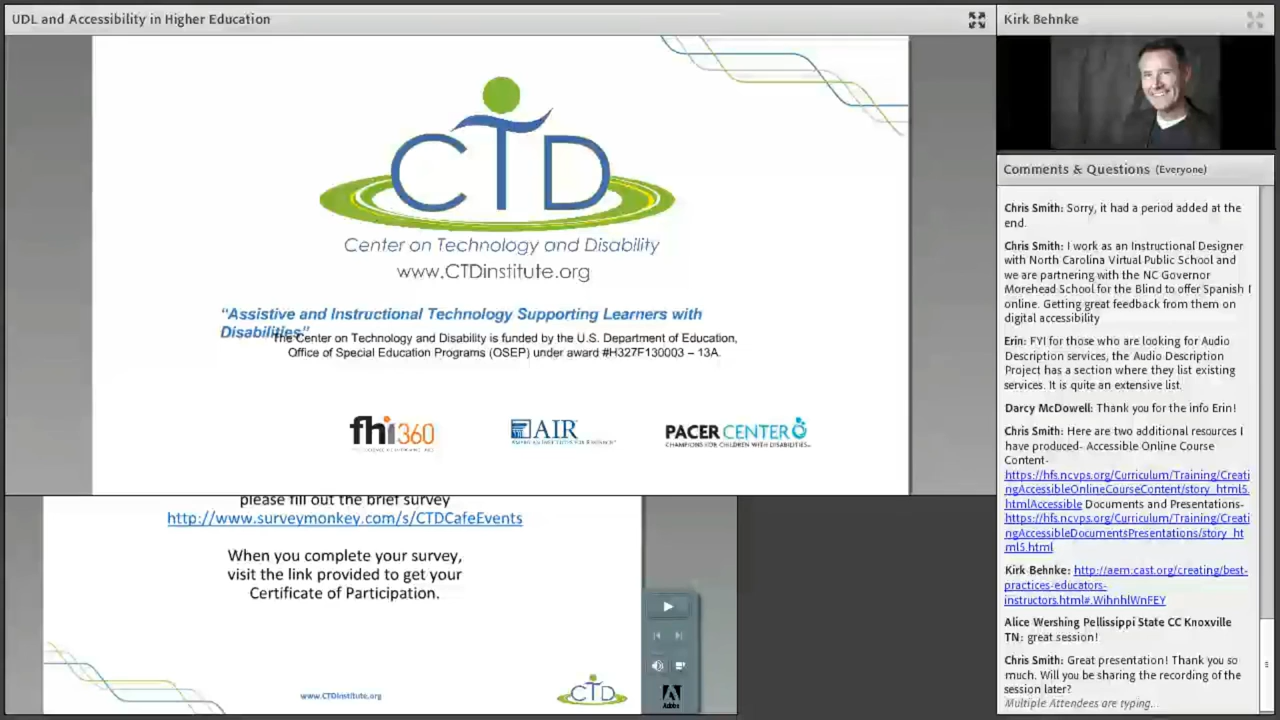 UDL and Accessibility in Higher Education
CTD
Center on Technology and Disability
www.CTDinstitute.org
"Assistive and Instructional Technology Supporting Learners with
Disabilities"
The Center on Technology and Disability is funded by the U.S. Department of Education,
Office of Special Education Programs (OSEP) under award #H327F130003 – 13A.
fhi360
AIR
PACER CENTER
CHAMPIONS FOR CHILDREN WITH DISABILITIES
please fill out the brief survey
http://www.surveymonkey.com/s/CTDCafeEvents
When you complete your survey,
visit the link provided to get your
Certificate of Participation.
www.CTDInstitute.org
CTD
Adobe
Kirk Behnke
Comments & Questions (Everyone)
Chris Smith: Sorry, it had a period added at the
end.
Chris Smith: I work as an Instructional Designer
with North Carolina Virtual Public School and
we are partnering with the NC Governor
Morehead School for the Blind to offer Spanish I
online. Getting great feedback from them on
digital accessibility
Erin: FYI for those who are looking for Audio
Description services, the Audio Description
Project has a section where they list existing
services. It is quite an extensive list.
Darcy McDowell: Thank you for the info Erin!
Chris Smith: Here are two additional resources I
have produced- Accessible Online Course
Content-
https://hfs.ncvps.org/Curriculum/Training/Creati
ngAccessibleOnlineCourseContent/story_html5.
htmlAccessible Documents and Presentations-
https://hfs.ncvps.org/Curriculum/Training/Creati
ngAccessibleDocumentsPresentations/story_ht
ml5.html
Kirk Behnke: http://aem.cast.org/creating/best-
practices-educators-
instructors.html#.WihnhlWnFEY
Alice Wershing Pellissippi State CC Knoxville
TN: great session!
Chris Smith: Great presentation! Thank you so
much. Will you be sharing the recording of the
session later?
Multiple Attendees are typing...